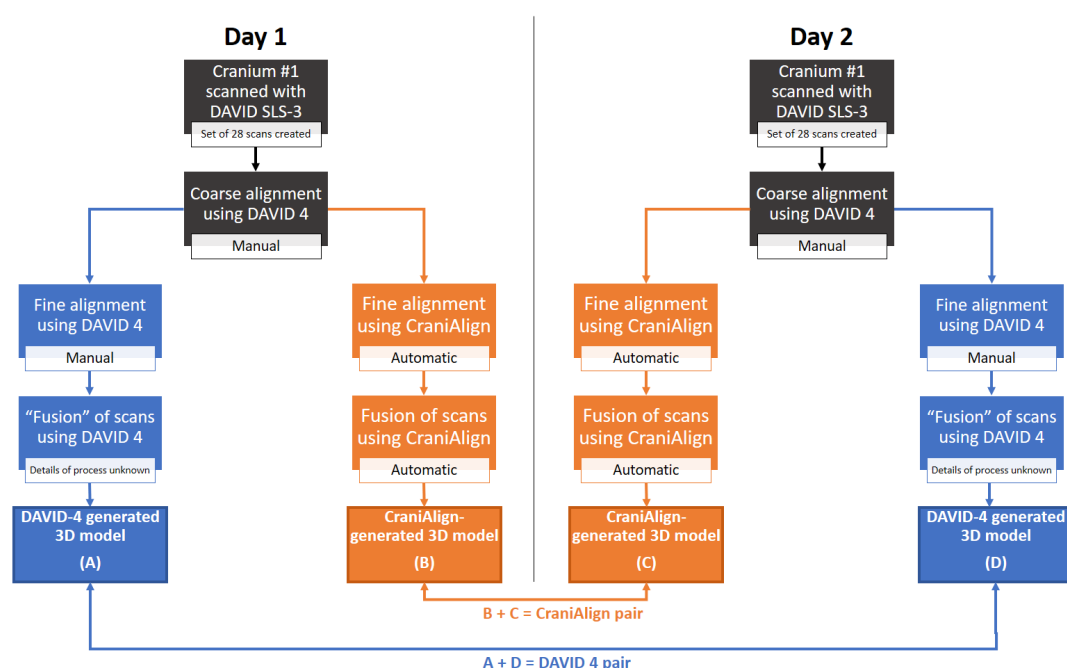 Day 1
Cranium #1
scanned with
DAVID SLS-3
Set of 28 scans created
Coarse alignment
using DAVID 4
Manual
Fine alignment
using DAVID 4
Manual
“Fusion” of scans
using DAVID 4
Details of process unknown
DAVID-4 generated
3D model
(A)
Fine alignment
using CraniAlign
Automatic
Fusion of scans
using CraniAlign
Automatic
CraniAlign-
generated 3D model
(B)
Day 2
Cranium #1
scanned with
DAVID SLS-3
Set of 28 scans created
Coarse alignment
using DAVID 4
Manual
Fine alignment
using CraniAlign
Automatic
Fusion of scans
using CraniAlign
Automatic
CraniAlign-
generated 3D model
(C)
Fine alignment
using DAVID 4
Manual
“Fusion” of scans
using DAVID 4
Details of process unknown
DAVID-4 generated
3D model
(D)
B + C = CraniAlign pair
A + D = DAVID 4 pair